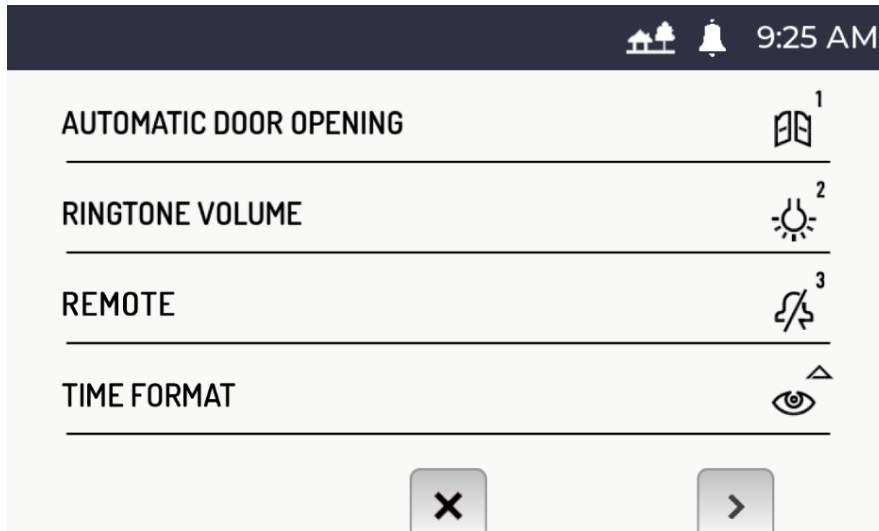 9:25 AM
AUTOMATIC DOOR OPENING 1
RINGTONE VOLUME 2
REMOTE 3
TIME FORMAT